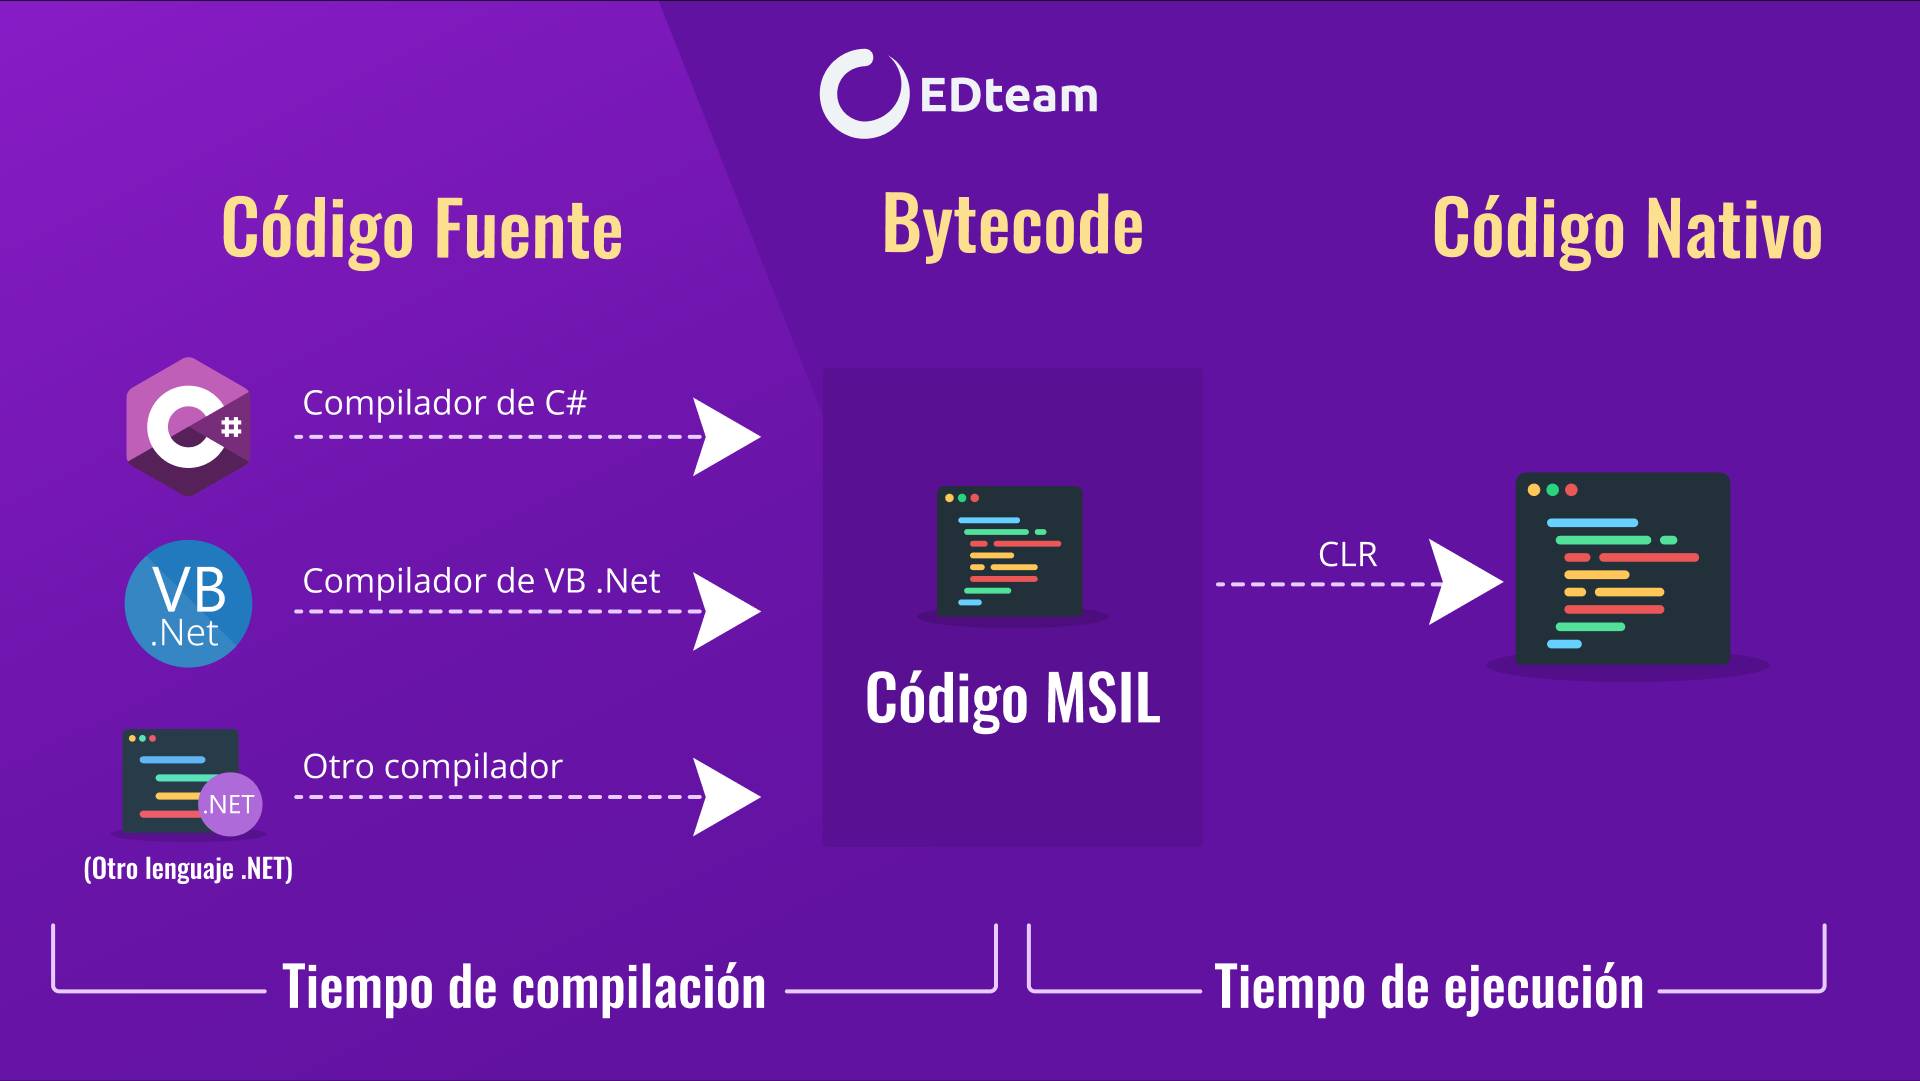 EDteam
Código Fuente
Bytecode
Código Nativo
C#
Compilador de C#
VB
.Net
Compilador de VB .Net
.NET
Otro compilador
(Otro lenguaje .NET)
Código MSIL
CLR
Tiempo de compilación
Tiempo de ejecución